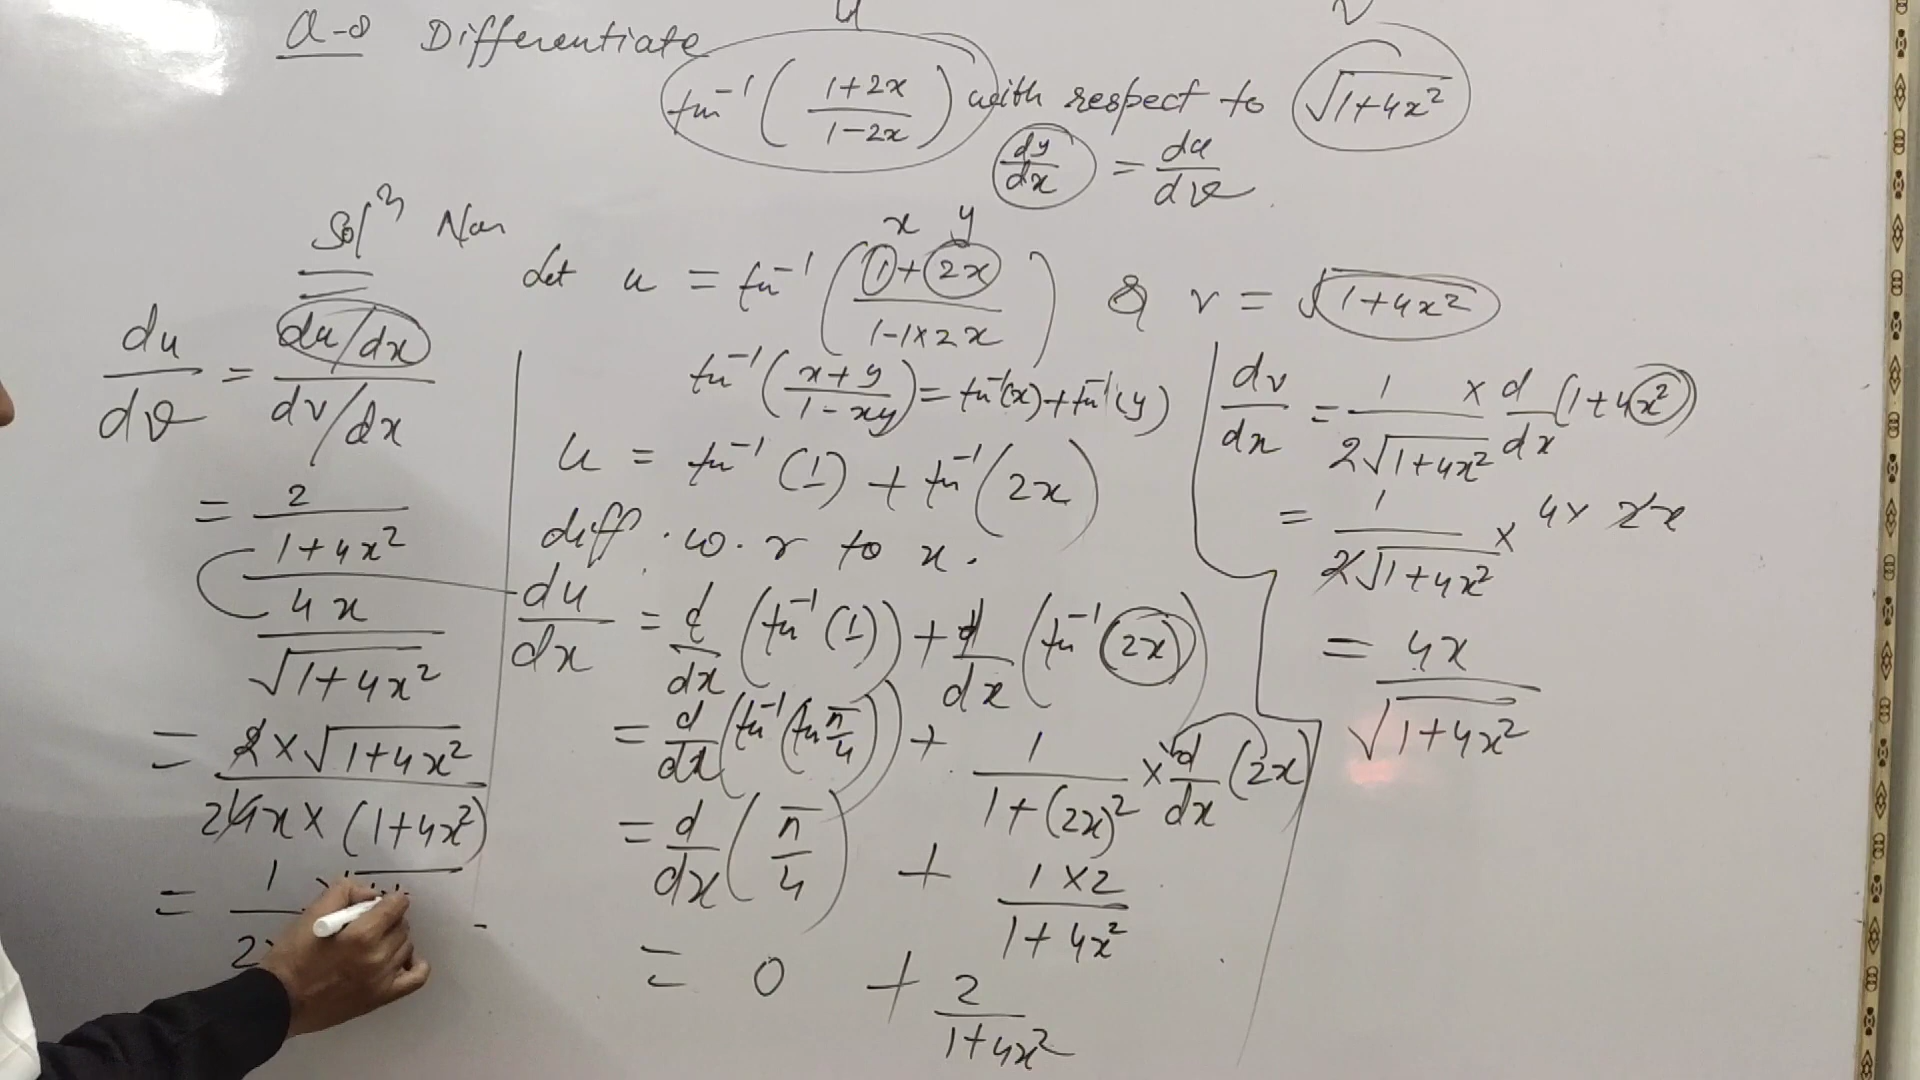 Q-8 Differentiate u v
tan⁻¹ ( (1+2x)/(1-2x) ) with respect to √(1+4x²)
dy/dx = du/dv
Solⁿ
x y
Let u = tan⁻¹ ( (1+2x)/(1-1×2x) ) & v = √(1+4x²)
tan⁻¹ ( (x+y)/(1-xy) ) = tan⁻¹(x) + tan⁻¹(y)
u = tan⁻¹ (1) + tan⁻¹ (2x)
diff. w. r to x.
du/dx = d/dx (tan⁻¹ (1)) + d/dx (tan⁻¹ (2x))
= d/dx (tan⁻¹ (tan π/4)) + 1/(1+(2x)²) × d/dx (2x)
= d/dx (π/4) + (1×2)/(1+4x²)
= 0 + 2/(1+4x²)
dv/dx = 1/(2√(1+4x²)) × d/dx (1+4x²)
= 1/(2√(1+4x²)) × 4× 2x
= 4x/√(1+4x²)
du/dv = (du/dx)/(dv/dx)
= (2/(1+4x²))/(4x/√(1+4x²))
= (2×√(1+4x²))/(2 4x × (1+4x²))
= 1/2